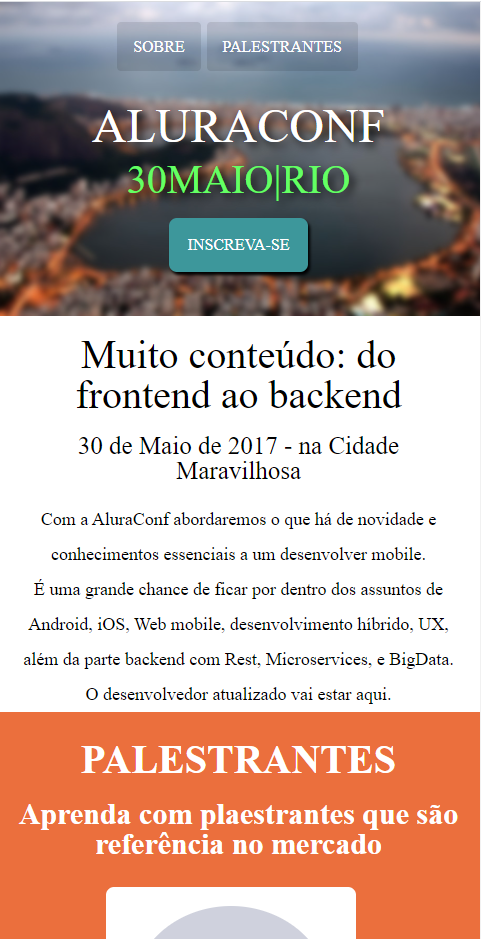 SOBRE PALESTRANTES
ALURACONF
30MAIO|RIO
INSCREVA-SE
Muito conteúdo: do
frontend ao backend
30 de Maio de 2017 - na Cidade
Maravilhosa
Com a AluraConf abordaremos o que há de novidade e
conhecimentos essenciais a um desenvolver mobile.
É uma grande chance de ficar por dentro dos assuntos de
Android, iOS, Web mobile, desenvolvimento híbrido, UX,
além da parte backend com Rest, Microservices, e BigData.
O desenvolvedor atualizado vai estar aqui.
PALESTRANTES
Aprenda com plaestrantes que são
referência no mercado